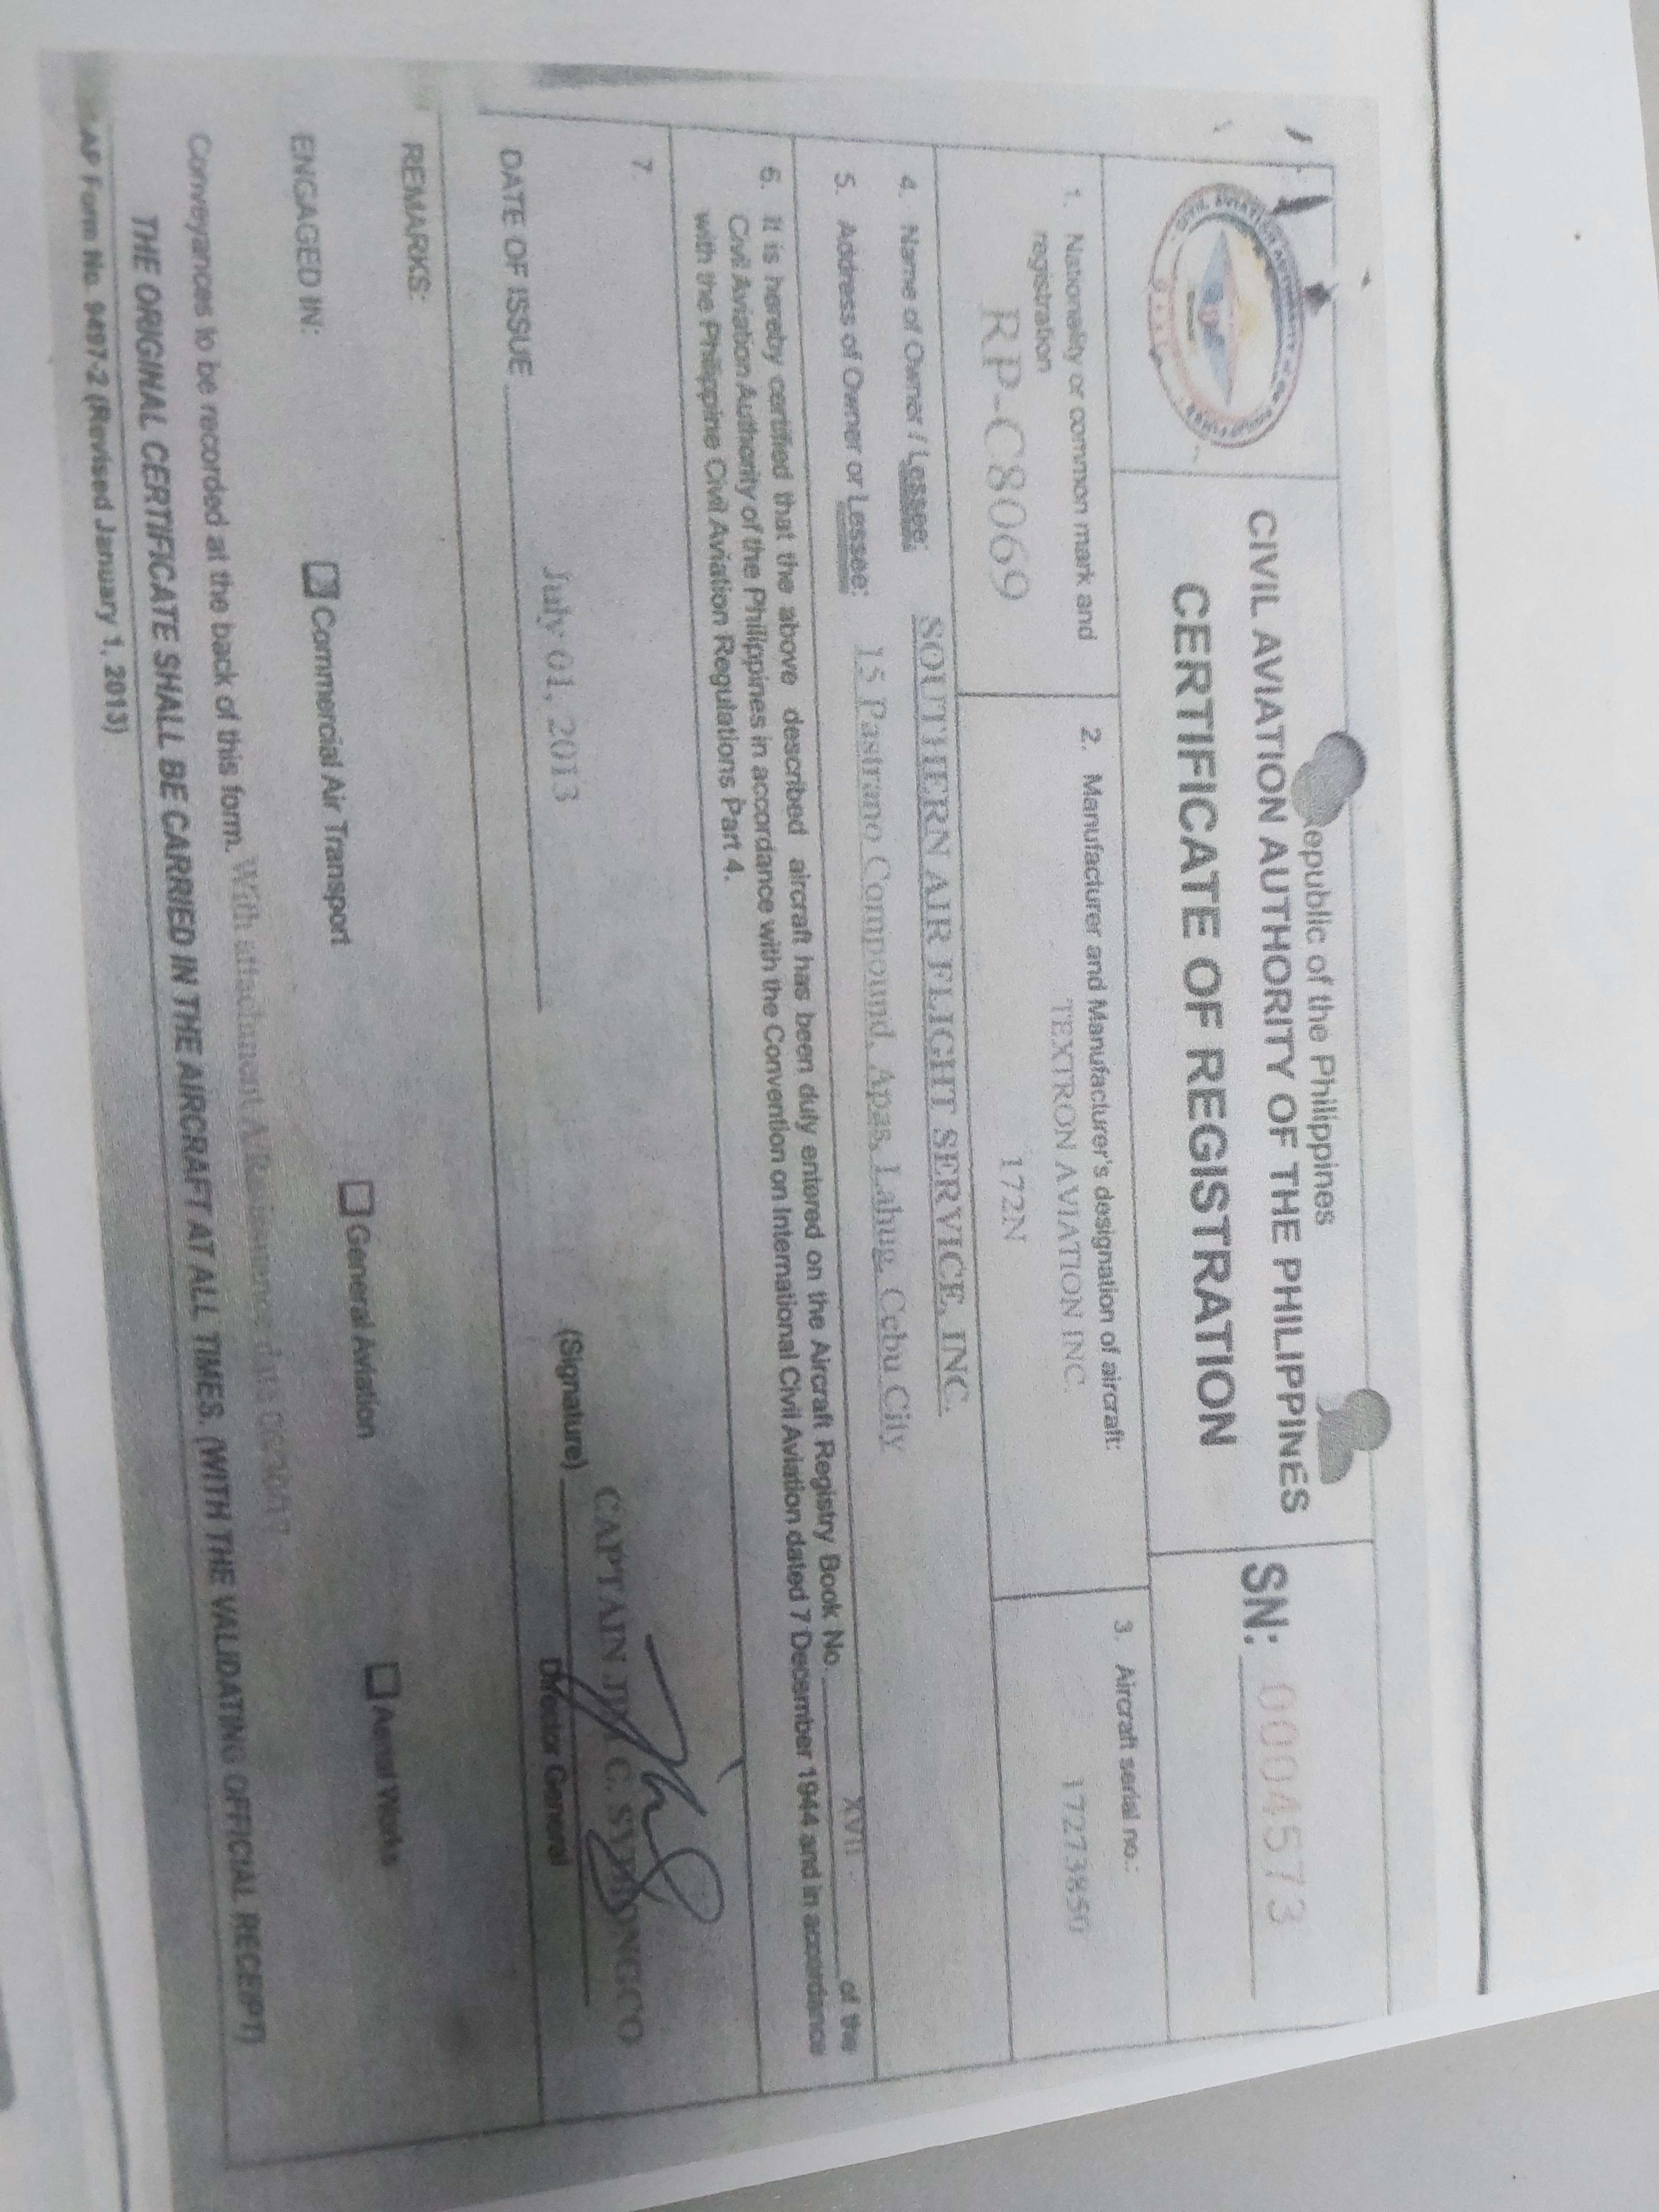 epublic of the Philippines
CIVIL AVIATION AUTHORITY OF THE PHILIPPINES
CERTIFICATE OF REGISTRATION
SN: 0004573
1. Nationality or common mark and
registration
RP-C8069
2. Manufacturer and Manufacturer's designation of aircraft:
TEXTRON AVIATION INC.
172N
3. Aircraft serial no.:
17273850
4. Name of Owner / Lessee:
SOUTHERN AIR FLIGHT SERVICE, INC.
5. Address of Owner or Lessee:
15 Pastrano Compound, Apas, Lahug, Cebu City
6. It is hereby certified that the above described aircraft has been duly entered on the Aircraft Registry Book No. XVII of the
Civil Aviation Authority of the Philippines in accordance with the Convention on International Civil Aviation dated 7 December 1944 and in accordance
with the Philippine Civil Aviation Regulations Part 4.
7.
CAPTAIN C. SYDIONGCO
DATE OF ISSUE July 01, 2013
(Signature)
Director General
REMARKS:
ENGAGED IN:
Commercial Air Transport
General Aviation
Aerial Works
Conveyances to be recorded at the back of this form. With attachment
THE ORIGINAL CERTIFICATE SHALL BE CARRIED IN THE AIRCRAFT AT ALL TIMES. (WITH THE VALIDATING OFFICIAL RECEIPT)
AP Form No. 9497-2 (Revised January 1, 2013)